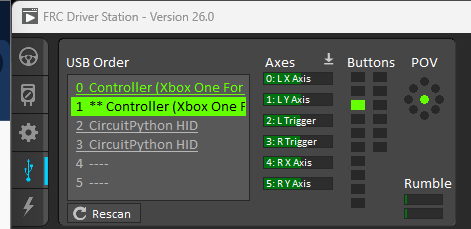 FRC Driver Station - Version 26.0
USB Order
Axes
Buttons
POV
0 Controller (Xbox One For
1 ** Controller (Xbox One F
2 CircuitPython HID
3 CircuitPython HID
4 ----
5 ----
Rescan
0: L X Axis
1: L Y Axis
2: L Trigger
3: R Trigger
4: R X Axis
5: R Y Axis
Rumble